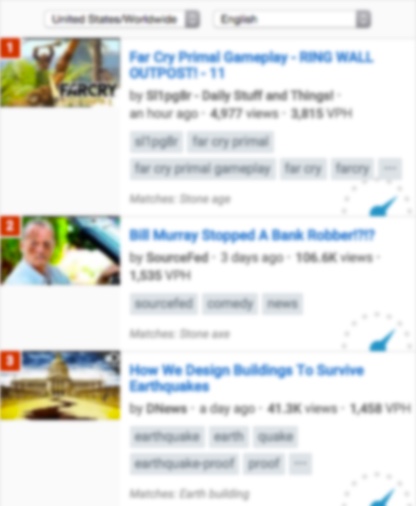 United States/Worldwide English
1
FARCRY
Far Cry Primal Gameplay - RING WALL
OUTPOST! - 11
by Sl1pg8r - Daily Stuff and Things! ·
an hour ago · 4,977 views · 3,815 VPH
sl1pg8r far cry primal
far cry primal gameplay far cry farcry ...
Matches: Stone age
2
Bill Murray Stopped A Bank Robber!?!?
by SourceFed · 3 days ago · 106.6K views ·
1,535 VPH
sourcefed comedy news
Matches: Stone axe
3
How We Design Buildings To Survive
Earthquakes
by DNews · a day ago · 41.3K views · 1,458 VPH
earthquake earth quake
earthquake-proof proof ...
Matches: Earth building